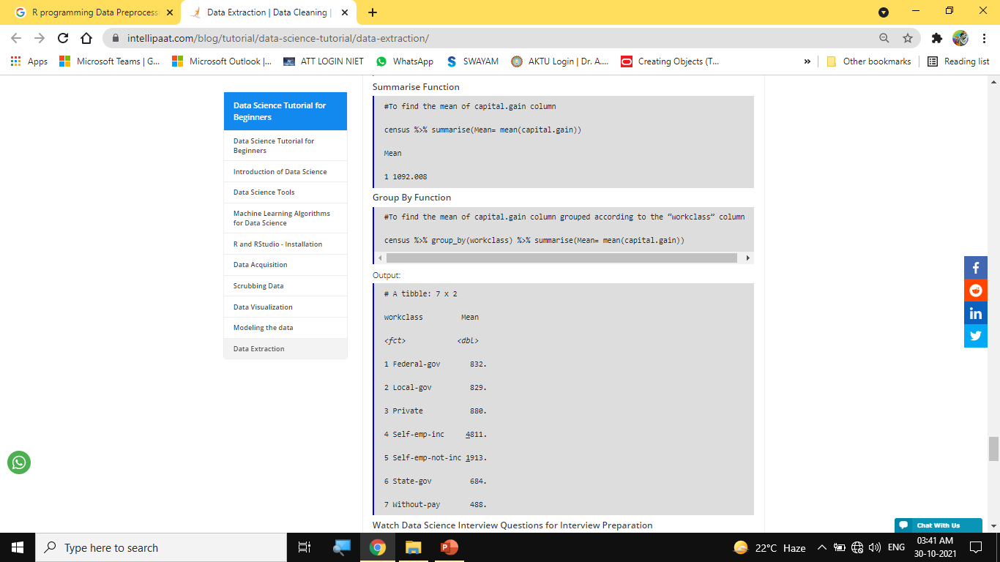 R programming Data Preprocess
Data Extraction | Data Cleaning |
intellipaat.com/blog/tutorial/data-science-tutorial/data-extraction/
Apps
Microsoft Teams | G...
Microsoft Outlook |...
ATT LOGIN NIET
WhatsApp
SWAYAM
AKTU Login | Dr. A....
Creating Objects (T...
»
Other bookmarks
Reading list
Data Science Tutorial for
Beginners
Data Science Tutorial for
Beginners
Introduction of Data Science
Data Science Tools
Machine Learning Algorithms
for Data Science
R and RStudio - Installation
Data Acquisition
Scrubbing Data
Data Visualization
Modeling the data
Data Extraction
Summarise Function
#To find the mean of capital.gain column
census %>% summarise(Mean= mean(capital.gain))
Mean
1 1092.008
Group By Function
#To find the mean of capital.gain column grouped according to the “workclass” column
census %>% group_by(workclass) %>% summarise(Mean= mean(capital.gain))
Output:
# A tibble: 7 x 2
workclass Mean
<fct> <dbl>
1 Federal-gov 832.
2 Local-gov 829.
3 Private 880.
4 Self-emp-inc 4811.
5 Self-emp-not-inc 1913.
6 State-gov 684.
7 Without-pay 488.
Watch Data Science Interview Questions for Interview Preparation
f
in
Chat With Us
Type here to search
22°C Haze
ENG
03:41 AM
30-10-2021